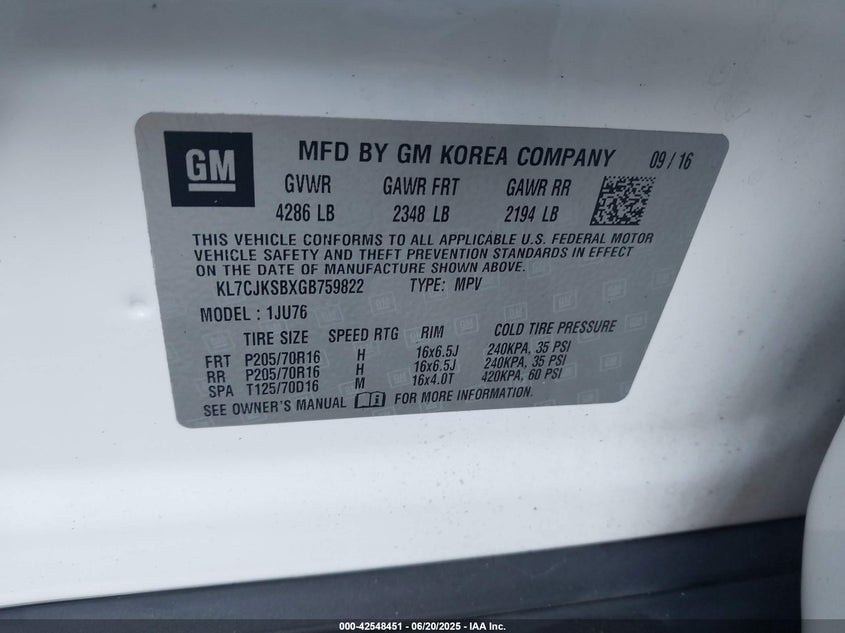 GM
MFD BY GM KOREA COMPANY 09/16
GVWR GAWR FRT GAWR RR
4286 LB 2348 LB 2194 LB
THIS VEHICLE CONFORMS TO ALL APPLICABLE U.S. FEDERAL MOTOR
VEHICLE SAFETY AND THEFT PREVENTION STANDARDS IN EFFECT
ON THE DATE OF MANUFACTURE SHOWN ABOVE.
KL7CJKSBXGB759822 TYPE: MPV
MODEL: 1JU76
TIRE SIZE SPEED RTG RIM COLD TIRE PRESSURE
FRT P205/70R16 H 16x6.5J 240KPA, 35 PSI
RR P205/70R16 H 16x6.5J 240KPA, 35 PSI
SPA T125/70D16 M 16x4.0T 420KPA, 60 PSI
SEE OWNER'S MANUAL FOR MORE INFORMATION.
000-42548451 - 06/20/2025 - IAA Inc.